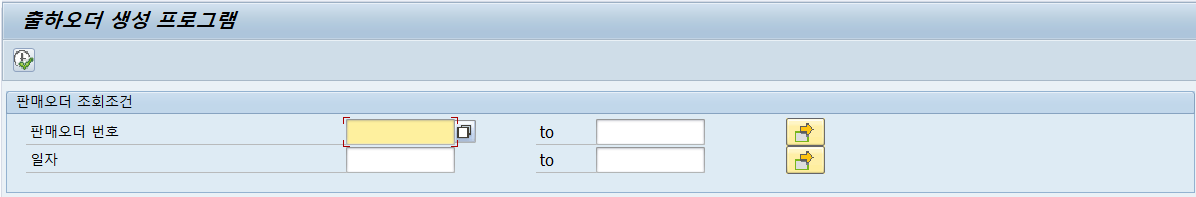 출하오더 생성 프로그램
판매오더 조회조건
판매오더 번호 to
일자 to